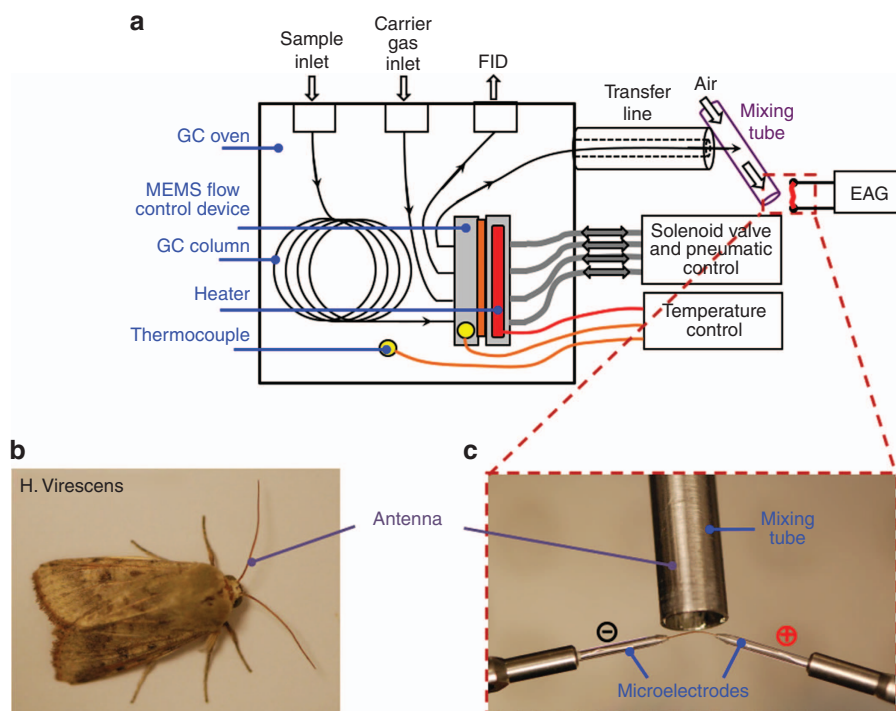 a
Sample
inlet
Carrier
gas
inlet
FID
Transfer
line
Air
Mixing
tube
GC oven
MEMS flow
control device
GC column
Heater
Thermocouple
EAG
Solenoid valve
and pneumatic
control
Temperature
control
b
H. Virescens
Antenna
c
Mixing
tube
Microelectrodes